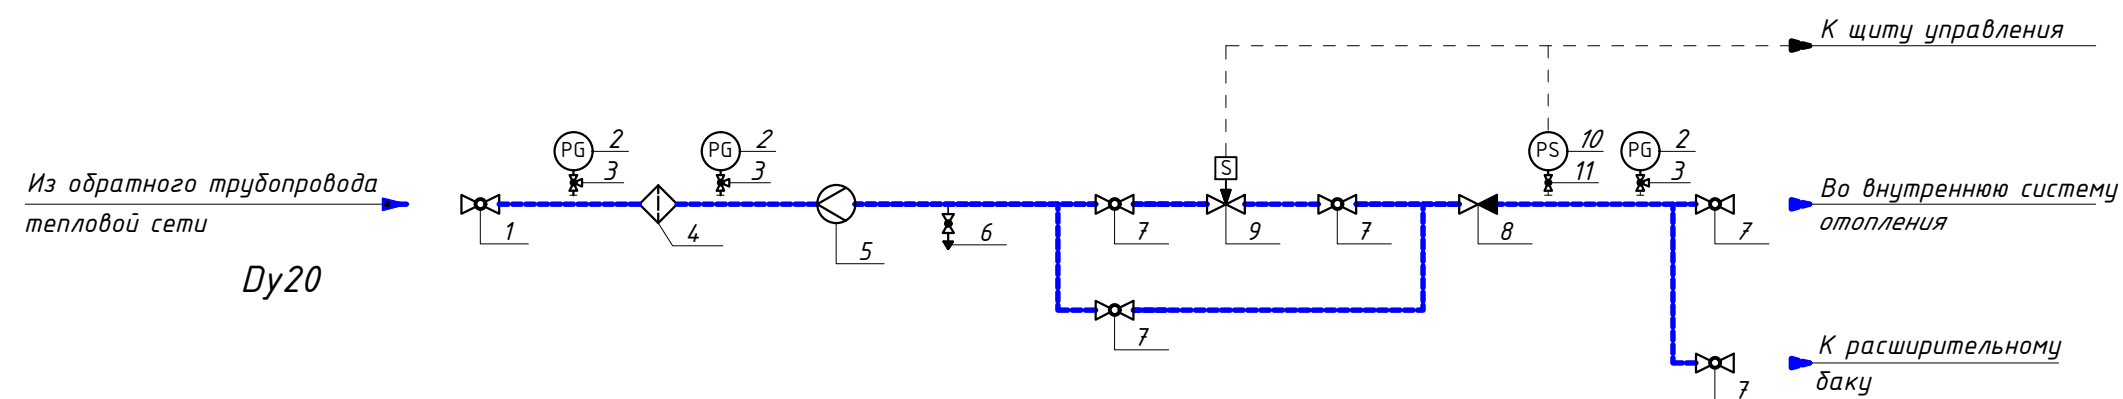 К щиту управления
PG 2
3
PG 2
3
S
PS 10
11
PG 2
3
Из обратного трубопровода
тепловой сети
Во внутреннюю систему
отопления
1
4
5
6
7
9
7
8
7
Dy20
7
К расширительному
баку
7